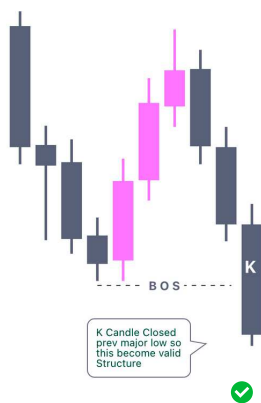 K
BOS
K Candle Closed
prev major low so
this become valid
Structure